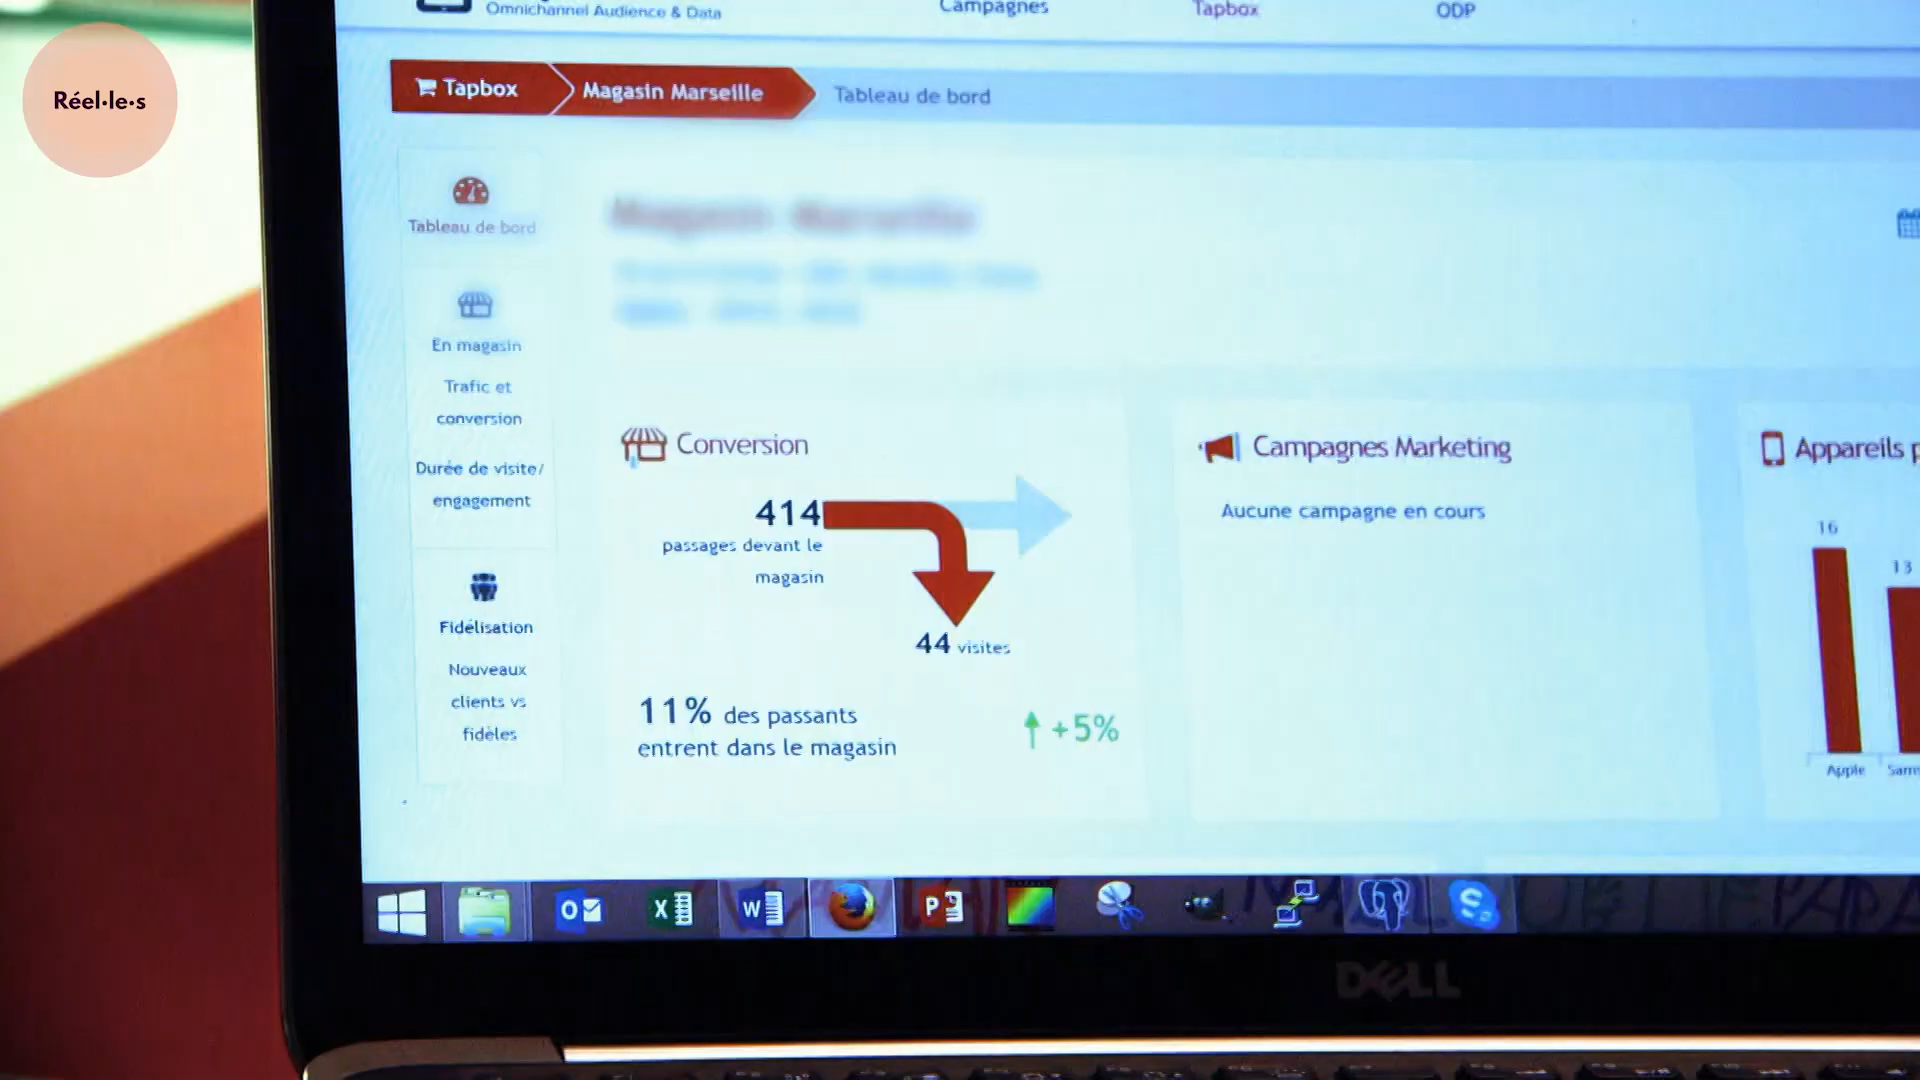 Réel·le·s
Omnichannel Audience & Data
Campagnes
Tapbox
ODP
Tapbox
Magasin Marseille
Tableau de bord
Tableau de bord
En magasin
Trafic et
conversion
Durée de visite/
engagement
Fidélisation
Nouveaux
clients vs
fidèles
Conversion
414
passages devant le
magasin
44 visites
11% des passants
entrent dans le magasin
+5%
Campagnes Marketing
Aucune campagne en cours
Appareils
16
13
Apple
DELL